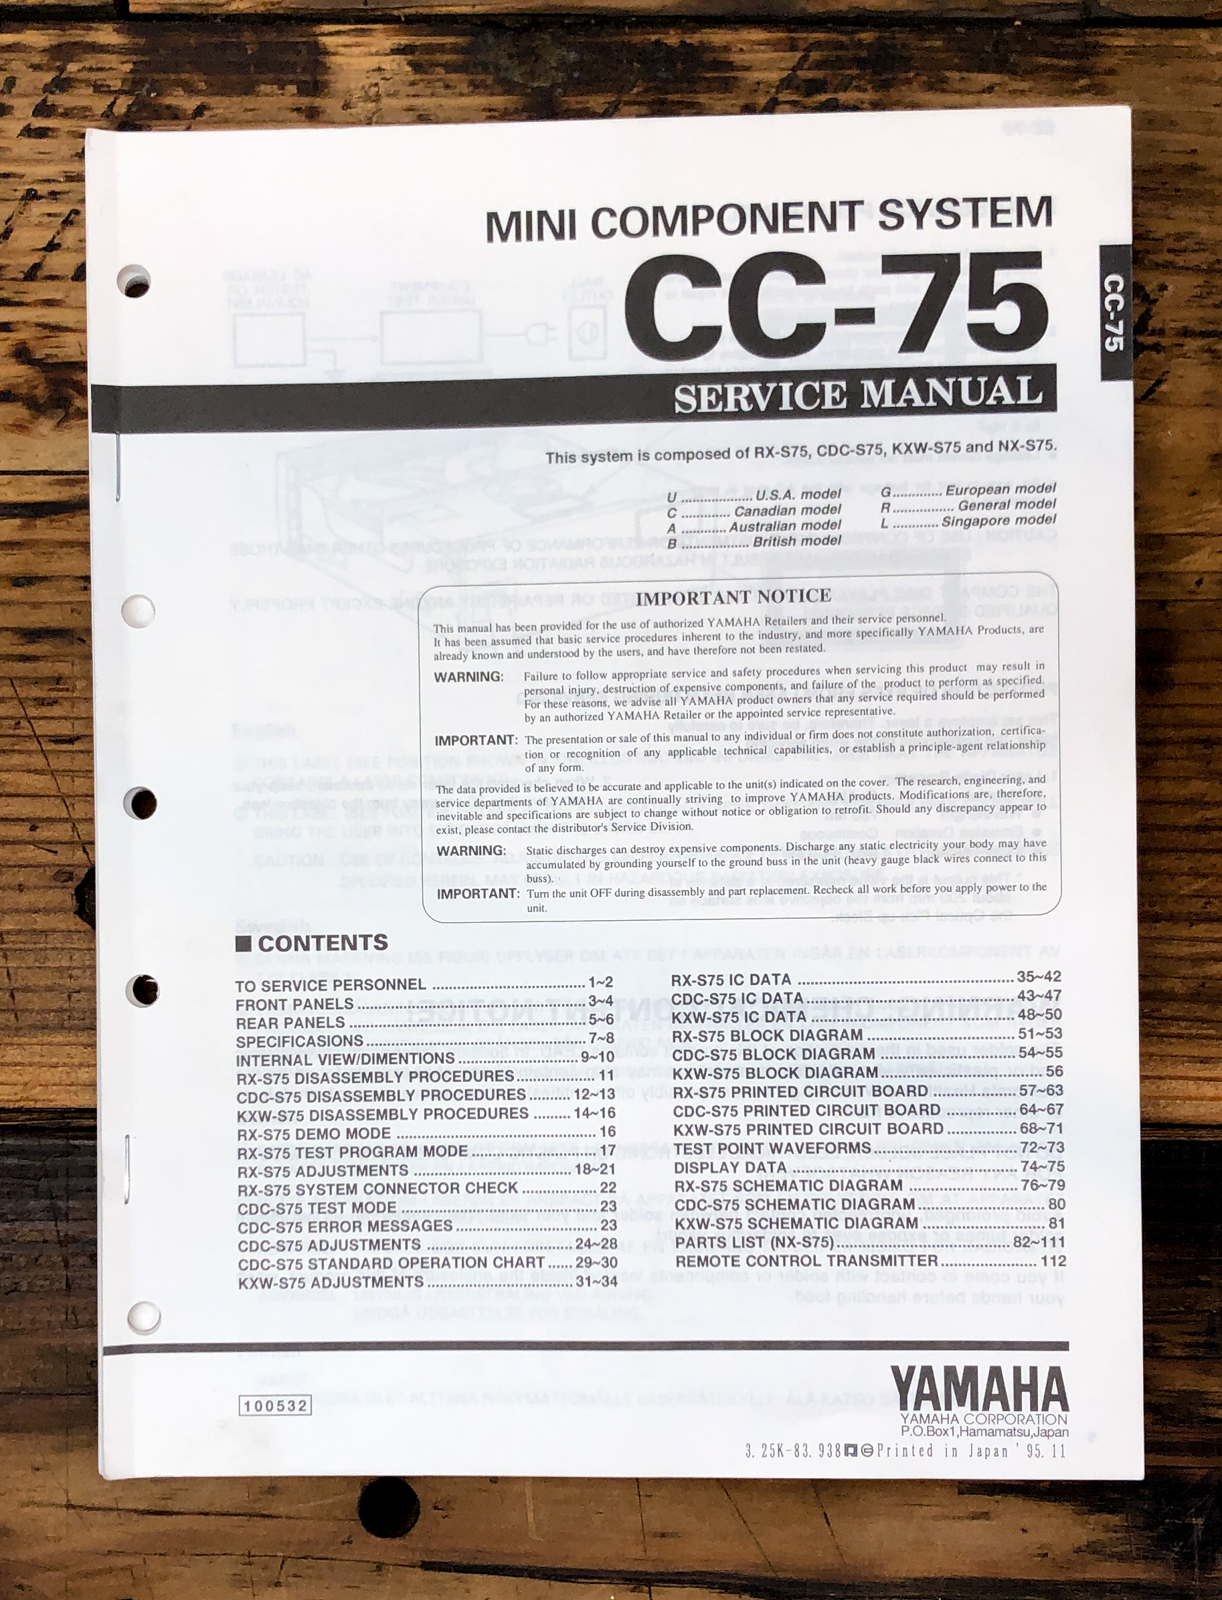 MINI COMPONENT SYSTEM
CC-75
CC-75
SERVICE MANUAL
This system is composed of RX-S75, CDC-S75, KXW-S75 and NX-S75.
U ................... U.S.A. model
C ............. Canadian model
A ............ Australian model
B .................. British model
G ............. European model
R ................ General model
L ............ Singapore model
IMPORTANT NOTICE
This manual has been provided for the use of authorized YAMAHA Retailers and their service personnel.
It has been assumed that basic service procedures inherent to the industry, and more specifically YAMAHA Products, are
already known and understood by the users, and have therefore not been restated.
WARNING: Failure to follow appropriate service and safety procedures when servicing this product may result in
personal injury, destruction of expensive components, and failure of the product to perform as specified.
For these reasons, we advise all YAMAHA product owners that any service required should be performed
by an authorized YAMAHA Retailer or the appointed service representative.
IMPORTANT: The presentation or sale of this manual to any individual or firm does not constitute authorization, certifica-
tion or recognition of any applicable technical capabilities, or establish a principle-agent relationship
of any form.
The data provided is believed to be accurate and applicable to the unit(s) indicated on the cover. The research, engineering, and
service departments of YAMAHA are continually striving to improve YAMAHA products. Modifications are, therefore,
inevitable and specifications are subject to change without notice or obligation to retrofit. Should any discrepancy appear to
exist, please contact the distributor's Service Division.
WARNING: Static discharges can destroy expensive components. Discharge any static electricity your body may have
accumulated by grounding yourself to the ground buss in the unit (heavy gauge black wires connect to this
buss).
IMPORTANT: Turn the unit OFF during disassembly and part replacement. Recheck all work before you apply power to the
unit.
■ CONTENTS
TO SERVICE PERSONNEL ................................... 1~2
FRONT PANELS ................................................. 3~4
REAR PANELS ................................................... 5~6
SPECIFICASIONS ............................................... 7~8
INTERNAL VIEW/DIMENTIONS ......................... 9~10
RX-S75 DISASSEMBLY PROCEDURES ................ 11
CDC-S75 DISASSEMBLY PROCEDURES ......... 12~13
KXW-S75 DISASSEMBLY PROCEDURES ......... 14~16
RX-S75 DEMO MODE ......................................... 16
RX-S75 TEST PROGRAM MODE .......................... 17
RX-S75 ADJUSTMENTS ................................. 18~21
RX-S75 SYSTEM CONNECTOR CHECK ................ 22
CDC-S75 TEST MODE ........................................ 23
CDC-S75 ERROR MESSAGES ............................. 23
CDC-S75 ADJUSTMENTS ............................... 24~28
CDC-S75 STANDARD OPERATION CHART ...... 29~30
KXW-S75 ADJUSTMENTS ............................... 31~34
RX-S75 IC DATA ............................................. 35~42
CDC-S75 IC DATA ........................................... 43~47
KXW-S75 IC DATA .......................................... 48~50
RX-S75 BLOCK DIAGRAM ................................ 51~53
CDC-S75 BLOCK DIAGRAM .............................. 54~55
KXW-S75 BLOCK DIAGRAM .................................. 56
RX-S75 PRINTED CIRCUIT BOARD .................... 57~63
CDC-S75 PRINTED CIRCUIT BOARD .................. 64~67
KXW-S75 PRINTED CIRCUIT BOARD ................. 68~71
TEST POINT WAVEFORMS ............................... 72~73
DISPLAY DATA ................................................ 74~75
RX-S75 SCHEMATIC DIAGRAM ......................... 76~79
CDC-S75 SCHEMATIC DIAGRAM ........................... 80
KXW-S75 SCHEMATIC DIAGRAM .......................... 81
PARTS LIST (NX-S75) ..................................... 82~111
REMOTE CONTROL TRANSMITTER ..................... 112
100532
YAMAHA
YAMAHA CORPORATION
P.O.Box1,Hamamatsu,Japan
3. 25K-83. 938 Printed in Japan ' 95. 11